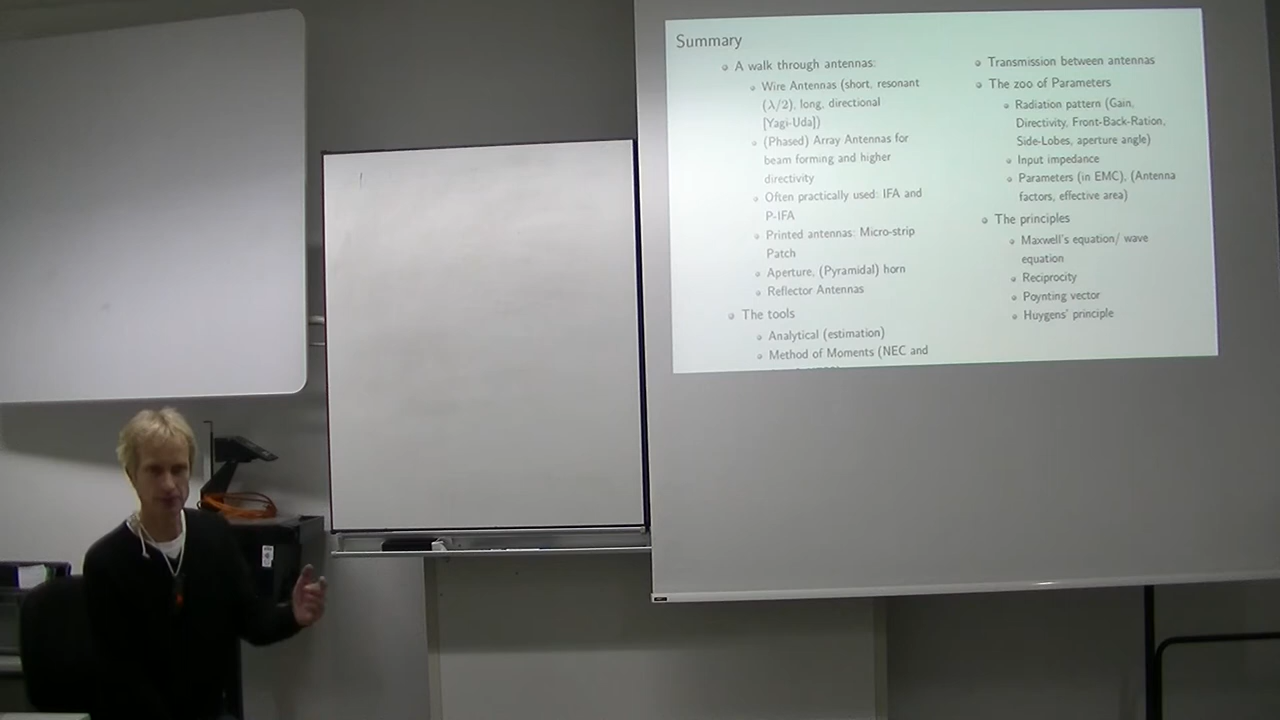 Summary
A walk through antennas:
Wire Antennas (short, resonant
(λ/2), long, directional
[Yagi-Uda])
(Phased) Array Antennas for
beam forming and higher
directivity
Often practically used: IFA and
P-IFA
Printed antennas: Micro-strip
Patch
Aperture, (Pyramidal) horn
Reflector Antennas
The tools
Analytical (estimation)
Method of Moments (NEC and
Transmission between antennas
The zoo of Parameters
Radiation pattern (Gain,
Directivity, Front-Back-Ration,
Side-Lobes, aperture angle)
Input impedance
Parameters (in EMC), (Antenna
factors, effective area)
The principles
Maxwell's equation/ wave
equation
Reciprocity
Poynting vector
Huygens' principle